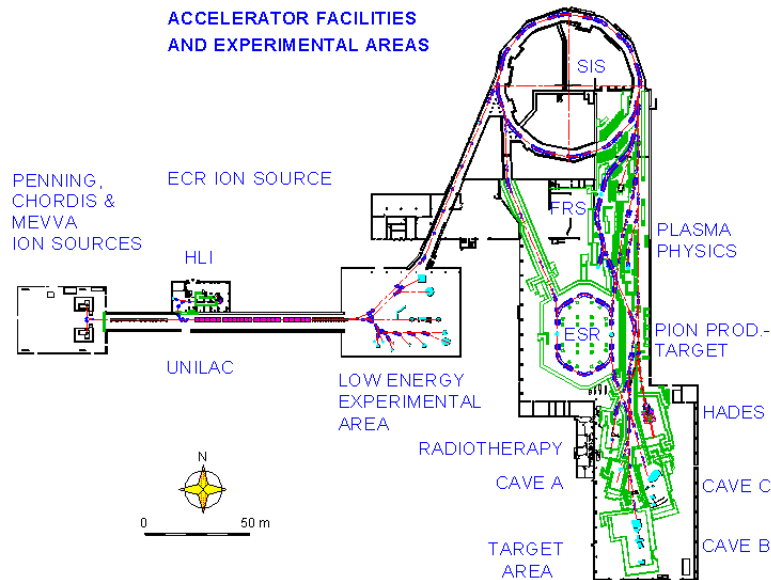 ACCELERATOR FACILITIES
AND EXPERIMENTAL AREAS
SIS
PENNING,
CHORDIS &
MEVVA
ION SOURCES
ECR ION SOURCE
HLI
FRS
PLASMA
PHYSICS
UNILAC
ESR
PION PROD.-
TARGET
LOW ENERGY
EXPERIMENTAL
AREA
HADES
RADIOTHERAPY
CAVE A
CAVE C
N
0 50 m
TARGET
AREA
CAVE B